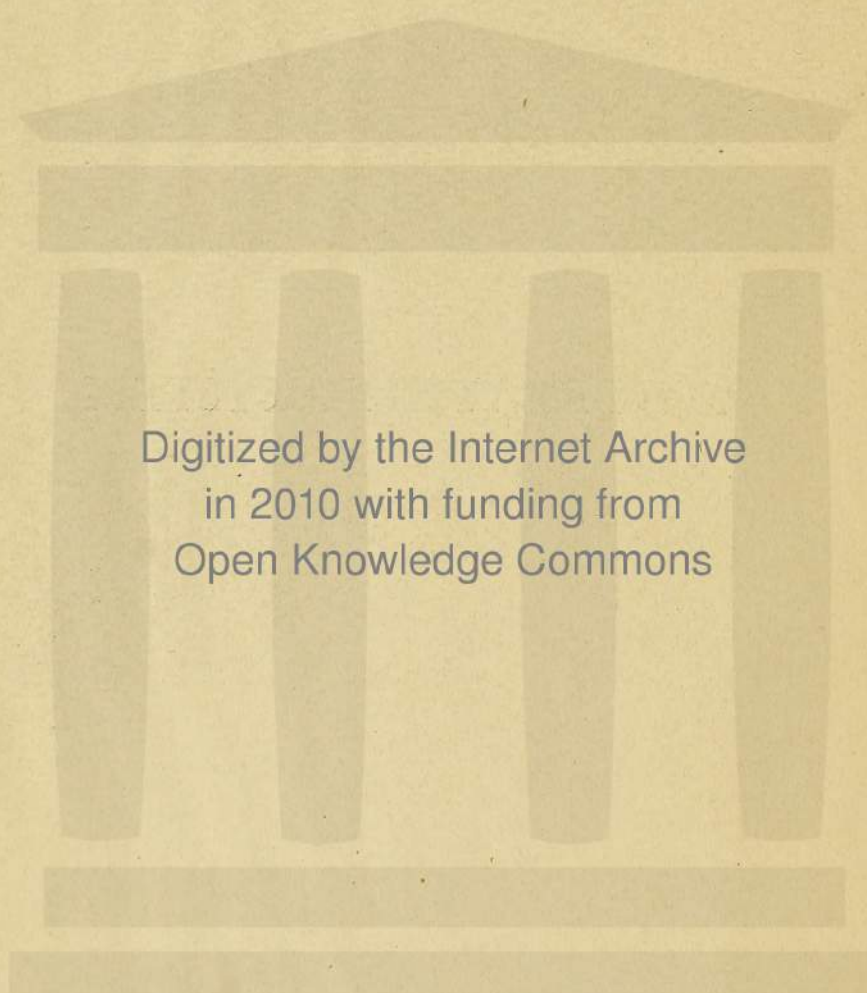 Digitized by the Internet Archive
in 2010 with funding from
Open Knowledge Commons